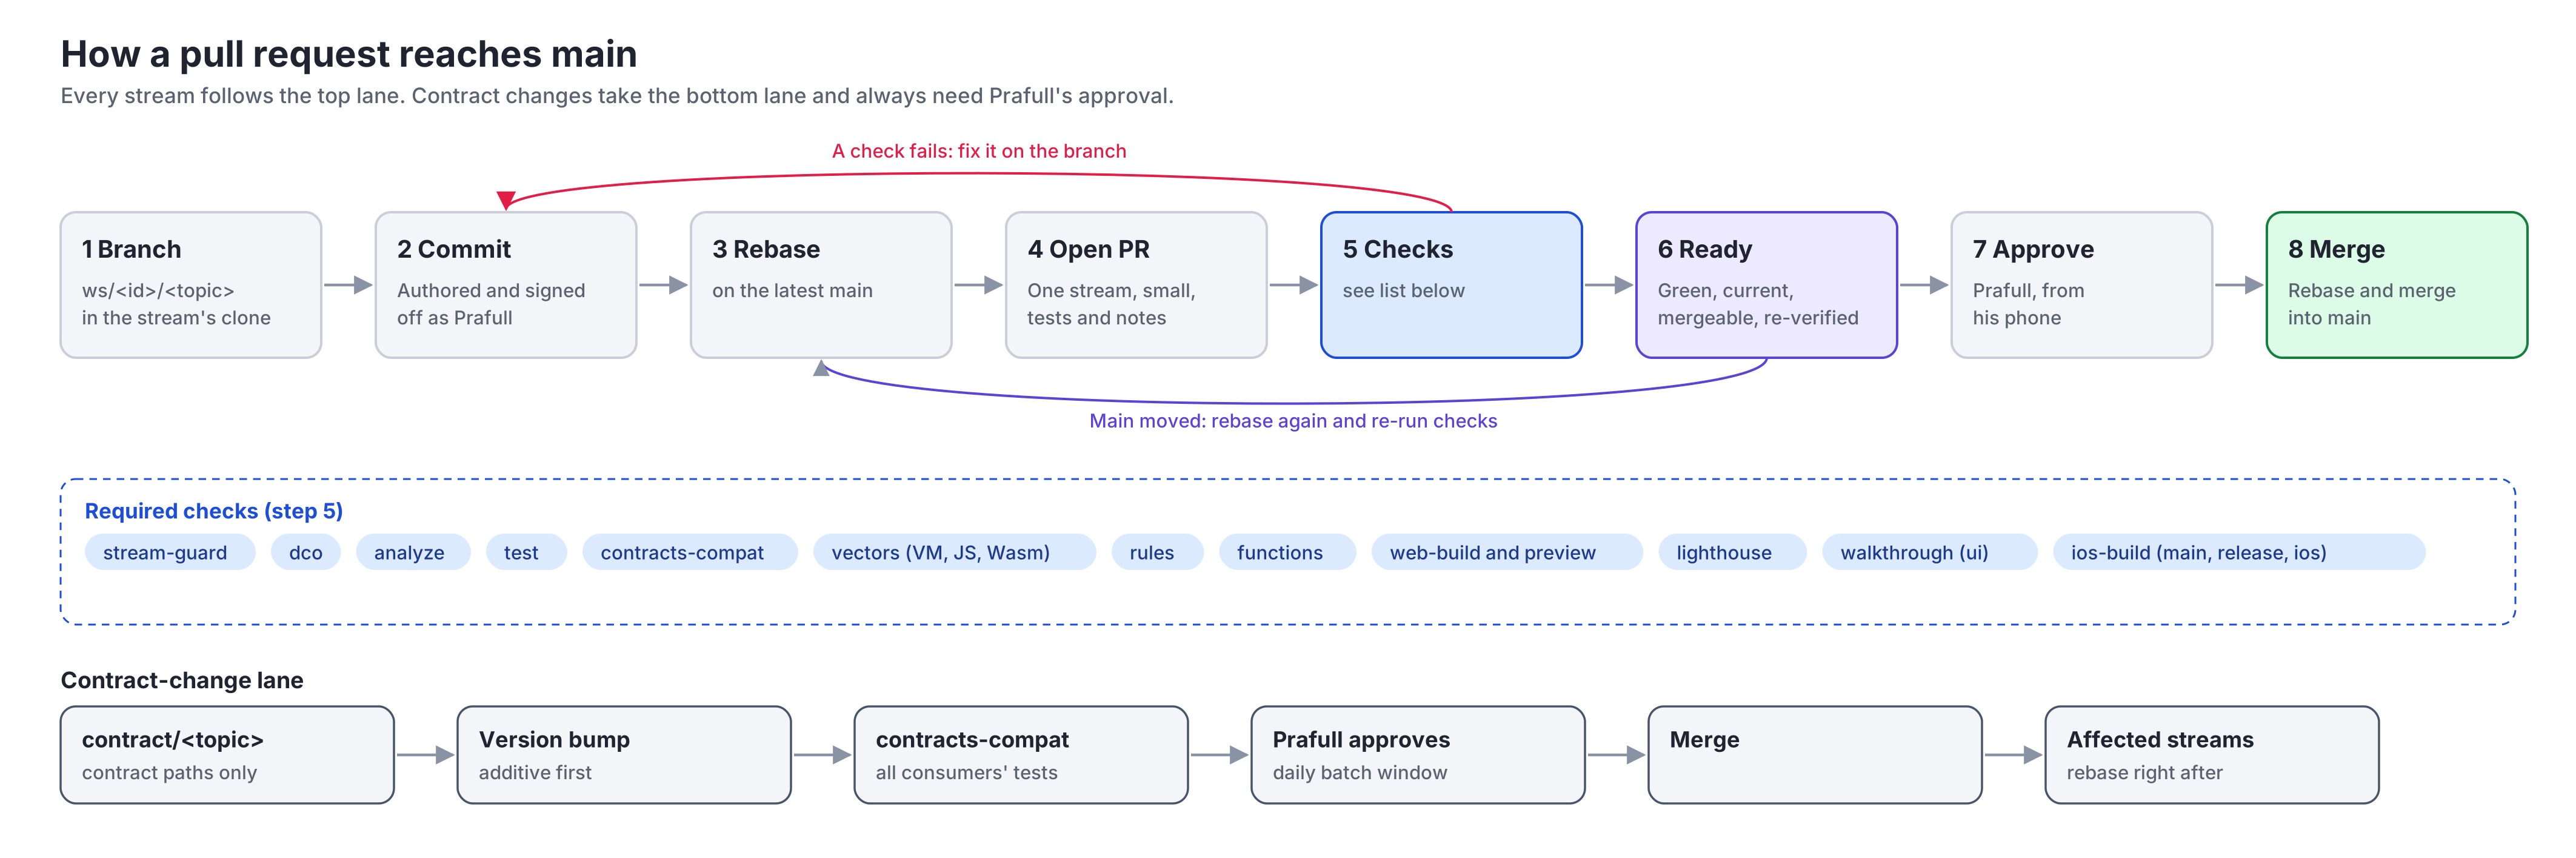 How a pull request reaches main
Every stream follows the top lane. Contract changes take the bottom lane and always need Prafull's approval.
A check fails: fix it on the branch
1 Branch
ws/<id>/<topic>
in the stream's clone
2 Commit
Authored and signed
off as Prafull
3 Rebase
on the latest main
4 Open PR
One stream, small,
tests and notes
5 Checks
see list below
6 Ready
Green, current,
mergeable, re-verified
7 Approve
Prafull, from
his phone
8 Merge
Rebase and merge
into main
Main moved: rebase again and re-run checks
Required checks (step 5)
stream-guard
dco
analyze
test
contracts-compat
vectors (VM, JS, Wasm)
rules
functions
web-build and preview
lighthouse
walkthrough (ui)
ios-build (main, release, ios)
Contract-change lane
contract/<topic>
contract paths only
Version bump
additive first
contracts-compat
all consumers' tests
Prafull approves
daily batch window
Merge
Affected streams
rebase right after